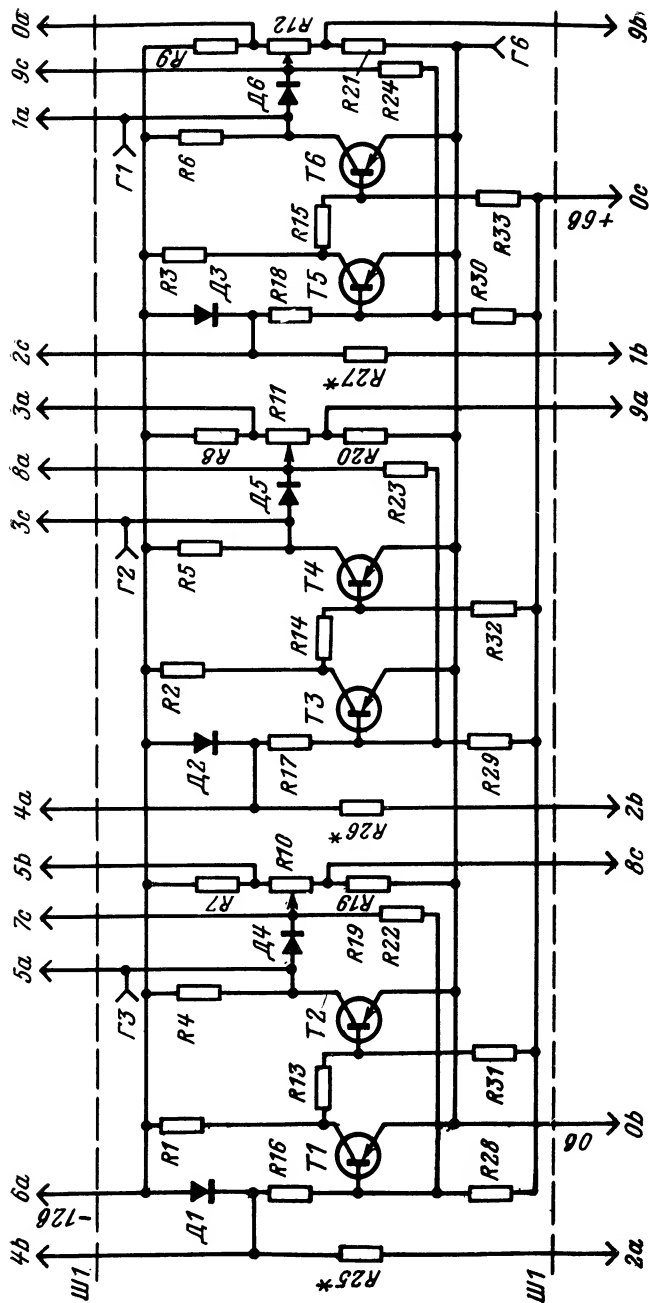 4b
6a
5a
7c
5b
4a
3c
8a
3a
2c
1a
9c
0a
Ш1
-12в
Г3
Г2
Г1
Д1
R1
R4
R7
Д2
R2
R5
R8
R3
Д3
R6
R9
R16
R13
Д4
R10
R17
R14
Д5
R11
R18
R15
Д6
R12
T1
T2
R19
R19
T3
T4
R20
T5
T6
R21
R25*
R22
R26*
R23
R27*
R24
Г6
R28
R31
R29
R32
R30
R33
Ш1
0в
+6в
2a
0b
8c
2b
9a
1b
0c
9b